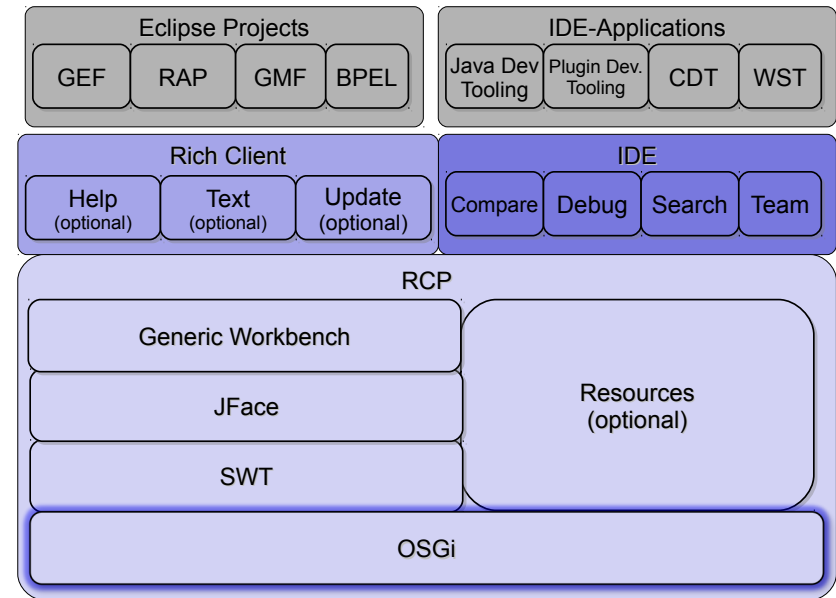 Eclipse Projects
GEF
RAP
GMF
BPEL
IDE-Applications
Java Dev
Tooling
Plugin Dev.
Tooling
CDT
WST
Rich Client
Help
(optional)
Text
(optional)
Update
(optional)
IDE
Compare
Debug
Search
Team
RCP
Generic Workbench
JFace
SWT
Resources
(optional)
OSGi